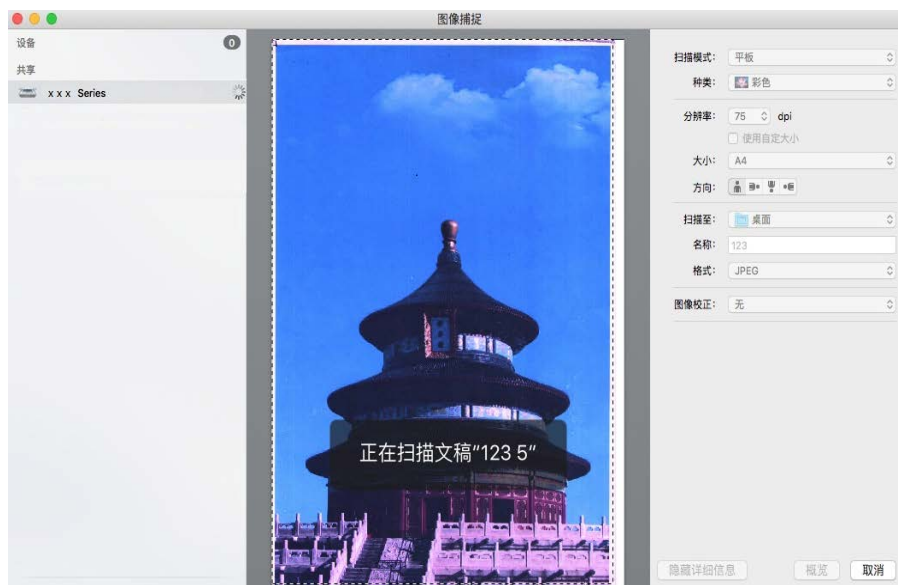 图像捕捉
设备
0
共享
x x x Series
正在扫描文稿"123 5"
扫描模式: 平板
种类: 彩色
分辨率: 75 dpi
使用自定大小
大小: A4
方向:
扫描至: 桌面
名称: 123
格式: JPEG
图像校正: 无
隐藏详细信息
概览
取消